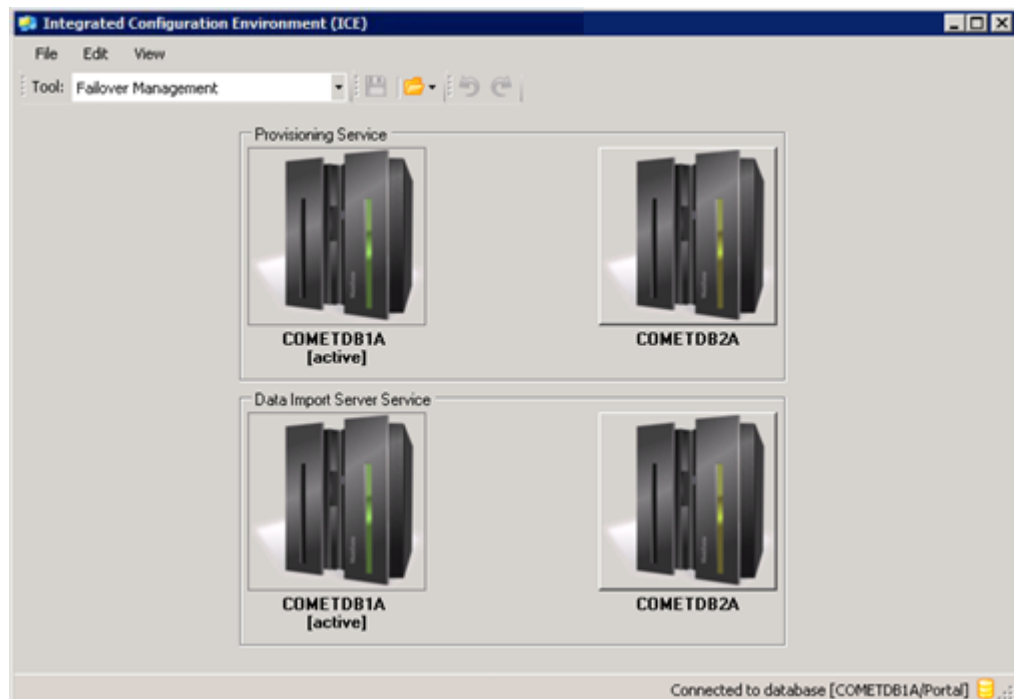 Integrated Configuration Environment (ICE)
File Edit View
Tool: Failover Management
Provisioning Service
COMETDB1A
[active]
COMETDB2A
Data Import Server Service
COMETDB1A
[active]
COMETDB2A
Connected to database [COMETDB1A/Portal]